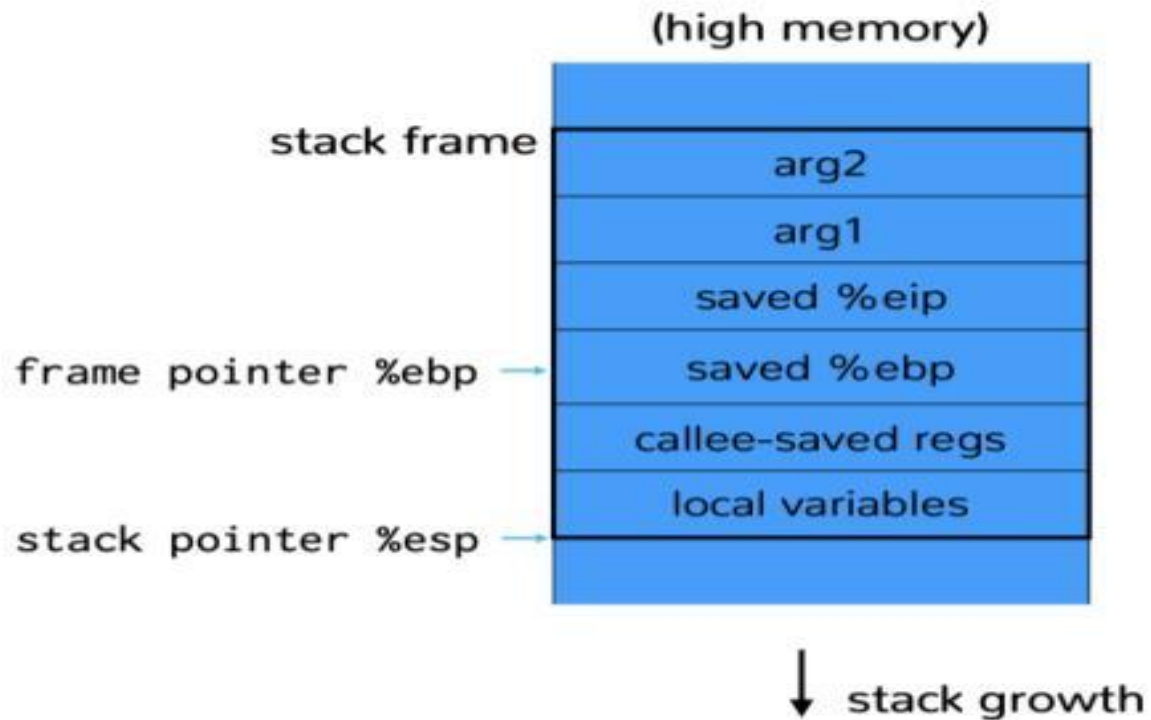 (high memory)
stack frame
arg2
arg1
saved %eip
frame pointer %ebp
saved %ebp
callee-saved regs
local variables
stack pointer %esp
stack growth